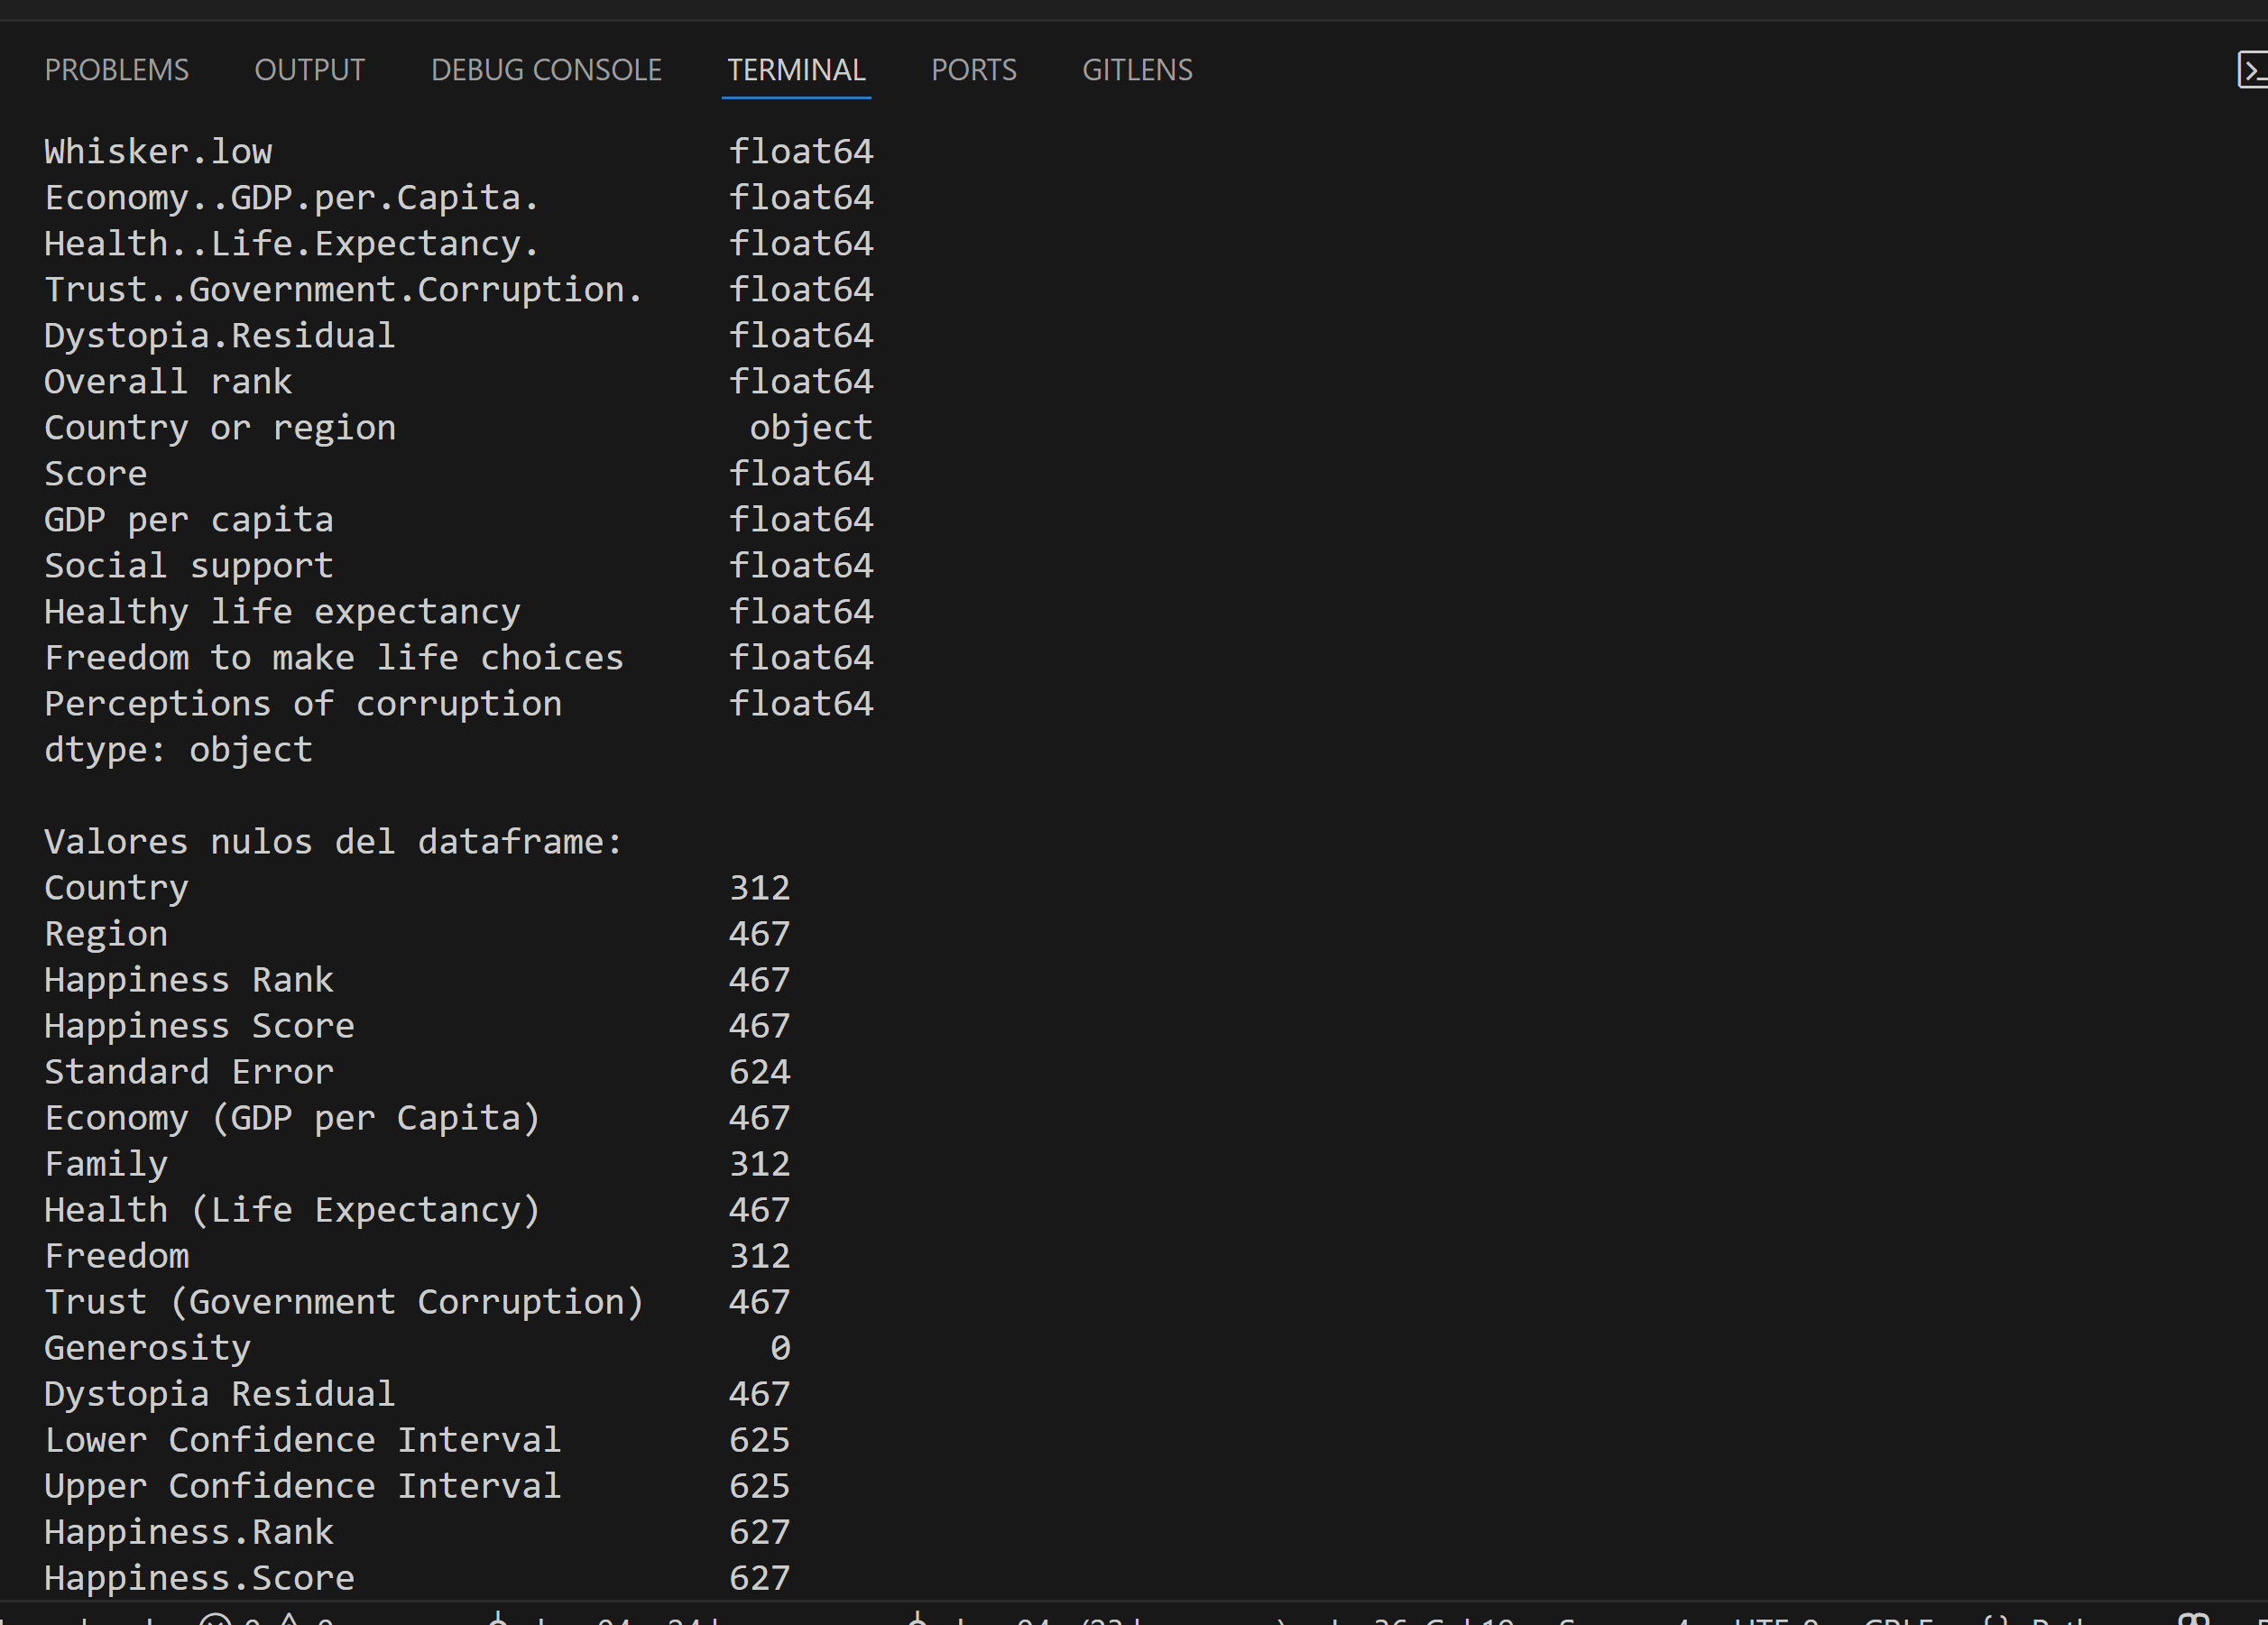 PROBLEMS OUTPUT DEBUG CONSOLE TERMINAL PORTS GITLENS
Whisker.low float64
Economy..GDP.per.Capita. float64
Health..Life.Expectancy. float64
Trust..Government.Corruption. float64
Dystopia.Residual float64
Overall rank float64
Country or region object
Score float64
GDP per capita float64
Social support float64
Healthy life expectancy float64
Freedom to make life choices float64
Perceptions of corruption float64
dtype: object
Valores nulos del dataframe:
Country 312
Region 467
Happiness Rank 467
Happiness Score 467
Standard Error 624
Economy (GDP per Capita) 467
Family 312
Health (Life Expectancy) 467
Freedom 312
Trust (Government Corruption) 467
Generosity 0
Dystopia Residual 467
Lower Confidence Interval 625
Upper Confidence Interval 625
Happiness.Rank 627
Happiness.Score 627